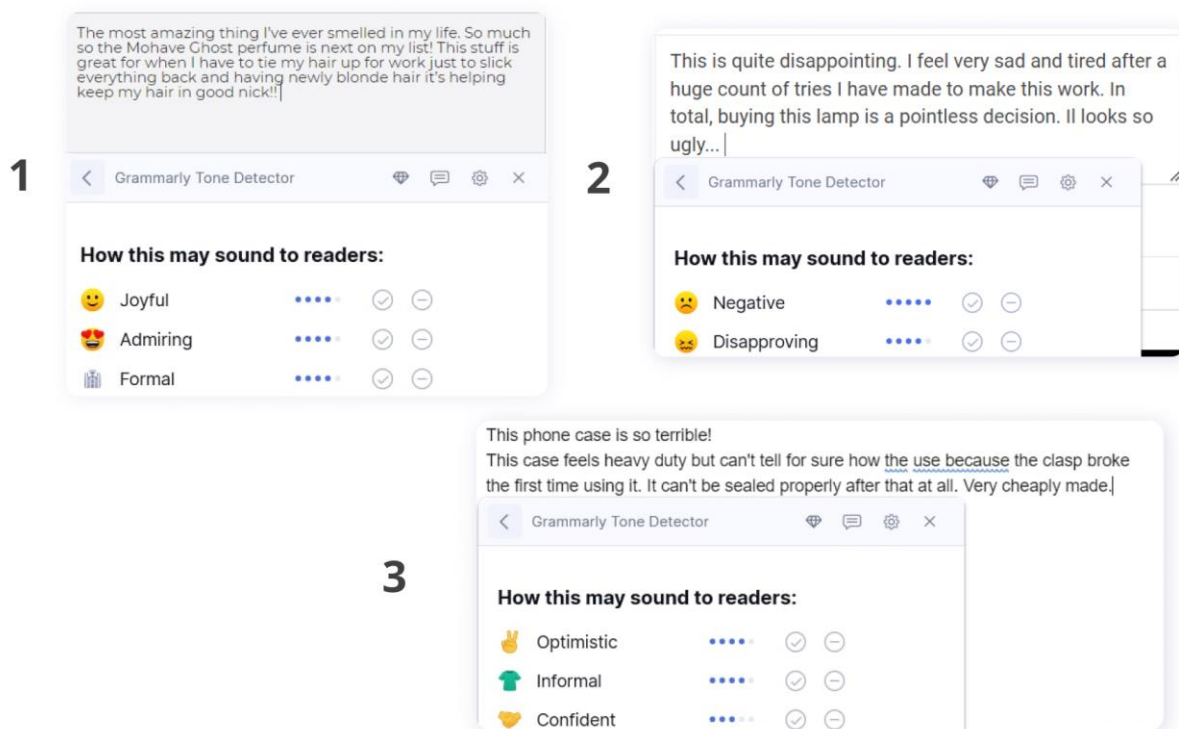 The most amazing thing I've ever smelled in my life. So much
so the Mohave Ghost perfume is next on my list! This stuff is
great for when I have to tie my hair up for work just to slick
everything back and having newly blonde hair it's helping
keep my hair in good nick!!
1
Grammarly Tone Detector
How this may sound to readers:
Joyful
Admiring
Formal
This is quite disappointing. I feel very sad and tired after a
huge count of tries I have made to make this work. In
total, buying this lamp is a pointless decision. Il looks so
ugly...
2
Grammarly Tone Detector
How this may sound to readers:
Negative
Disapproving
This phone case is so terrible!
This case feels heavy duty but can't tell for sure how the use because the clasp broke
the first time using it. It can't be sealed properly after that at all. Very cheaply made.
3
Grammarly Tone Detector
How this may sound to readers:
Optimistic
Informal
Confident